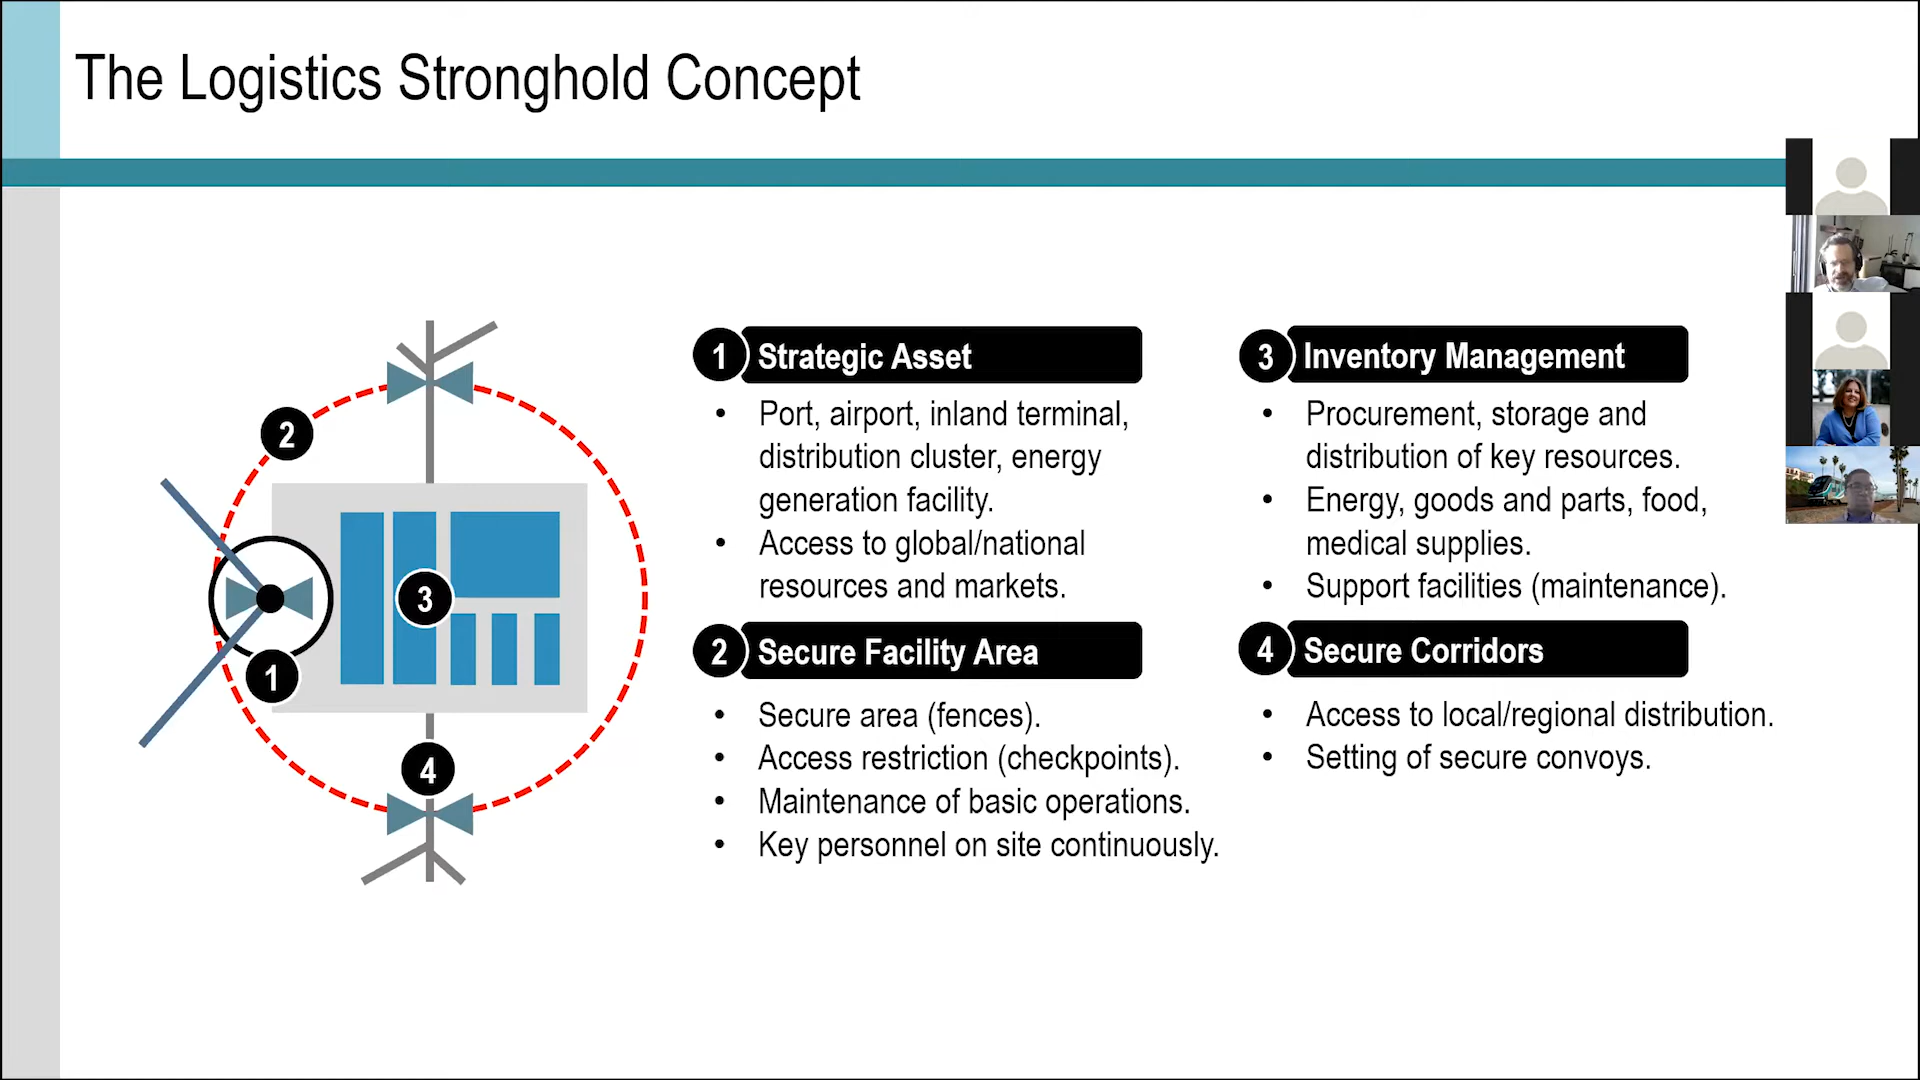 The Logistics Stronghold Concept
2
3
1
4
1 Strategic Asset
• Port, airport, inland terminal,
distribution cluster, energy
generation facility.
• Access to global/national
resources and markets.
2 Secure Facility Area
• Secure area (fences).
• Access restriction (checkpoints).
• Maintenance of basic operations.
• Key personnel on site continuously.
3 Inventory Management
• Procurement, storage and
distribution of key resources.
• Energy, goods and parts, food,
medical supplies.
• Support facilities (maintenance).
4 Secure Corridors
• Access to local/regional distribution.
• Setting of secure convoys.